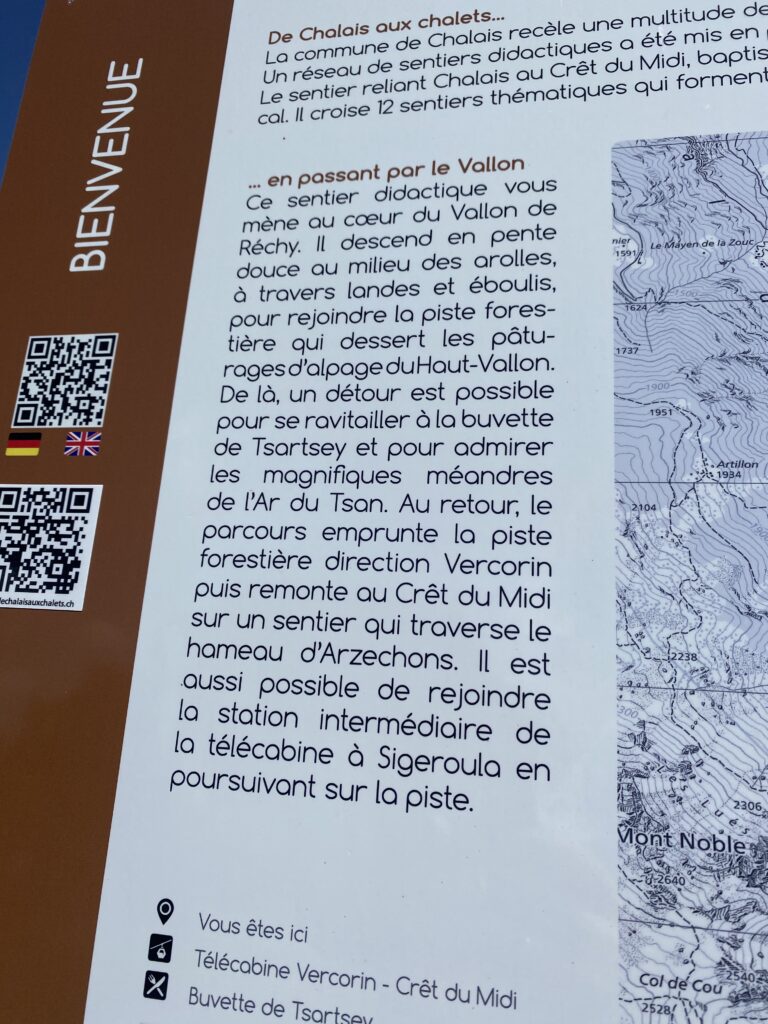 BIENVENUE
De Chalais aux chalets...
La commune de Chalais recèle une multitude de
Un réseau de sentiers didactiques a été mis en
Le sentier reliant Chalais au Crêt du Midi,
cal. Il croise 12 sentiers thématiques qui forment
... en passant par le Vallon
Ce sentier didactique vous
mène au cœur du Vallon de
Réchy. Il descend en pente
douce au milieu des arolles,
à travers landes et éboulis,
pour rejoindre la piste fores-
tière qui dessert les pâtu-
rages d'alpage du Haut-Vallon.
De là, un détour est possible
pour se ravitailler à la buvette
de Tsartsey et pour admirer
les magnifiques méandres
de l'Ar du Tsan. Au retour, le
parcours emprunte la piste
forestière direction Vercorin
puis remonte au Crêt du Midi
sur un sentier qui traverse le
hameau d'Arzechons. Il est
aussi possible de rejoindre
la station intermédiaire de
la télécabine à Sigeroula en
poursuivant sur la piste.
Vous êtes ici
Télécabine Vercorin - Crêt du Midi
Buvette de Tsartsey
echalaisauxchalets.ch
Le Mayen de la Zouc
1591
1624
1737
1900
1951
Artillon
1934
2104
2238
2306
Mont Noble
2640
Col de Cou
2540
2528